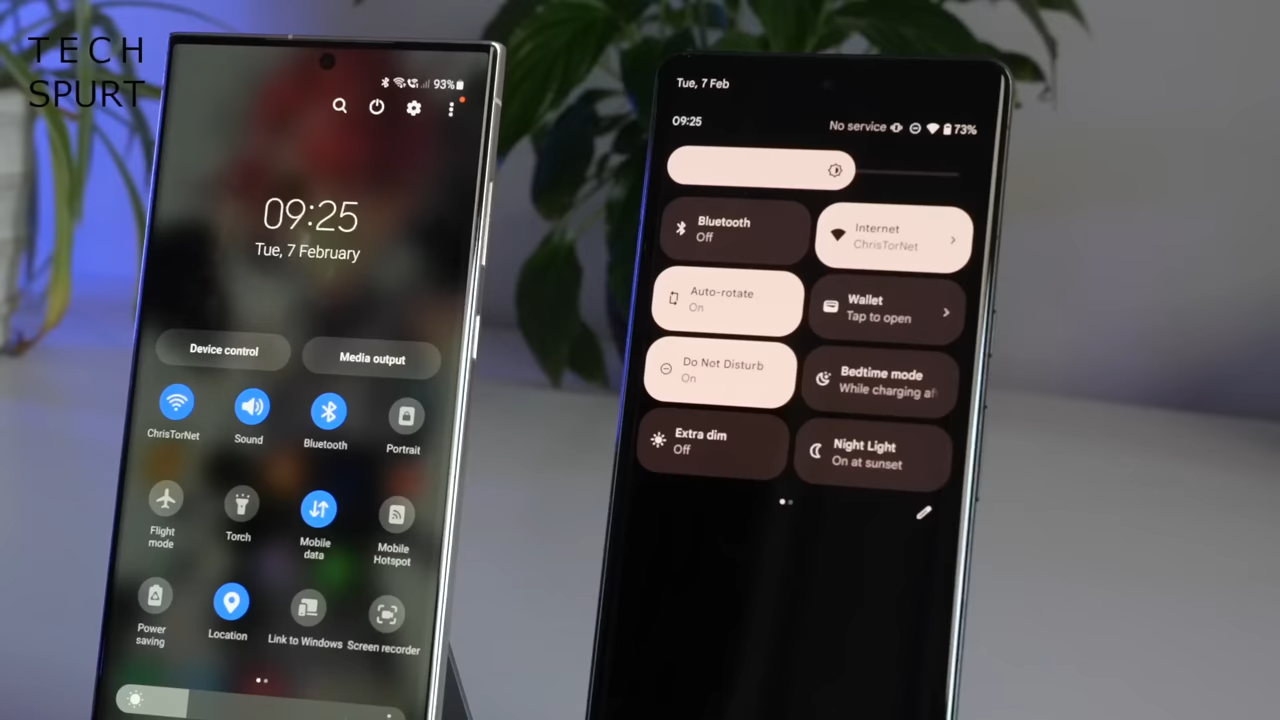 TECH
SPURT
93%
09:25
Tue, 7 February
Device control
Media output
ChrisTorNet
Sound
Bluetooth
Portrait
Flight
mode
Torch
Mobile
data
Mobile
Hotspot
Power
saving
Location
Link to Windows
Screen recorder
Tue, 7 Feb
09:25
No service
73%
Bluetooth
Off
Internet
ChrisTorNet
Auto-rotate
On
Wallet
Tap to open
Do Not Disturb
On
Bedtime mode
While charging af
Extra dim
Off
Night Light
On at sunset